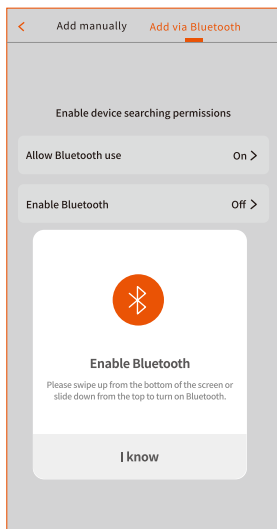 Add manually Add via Bluetooth
Enable device searching permissions
Allow Bluetooth use On
Enable Bluetooth Off
Enable Bluetooth
Please swipe up from the bottom of the screen or
slide down from the top to turn on Bluetooth.
I know